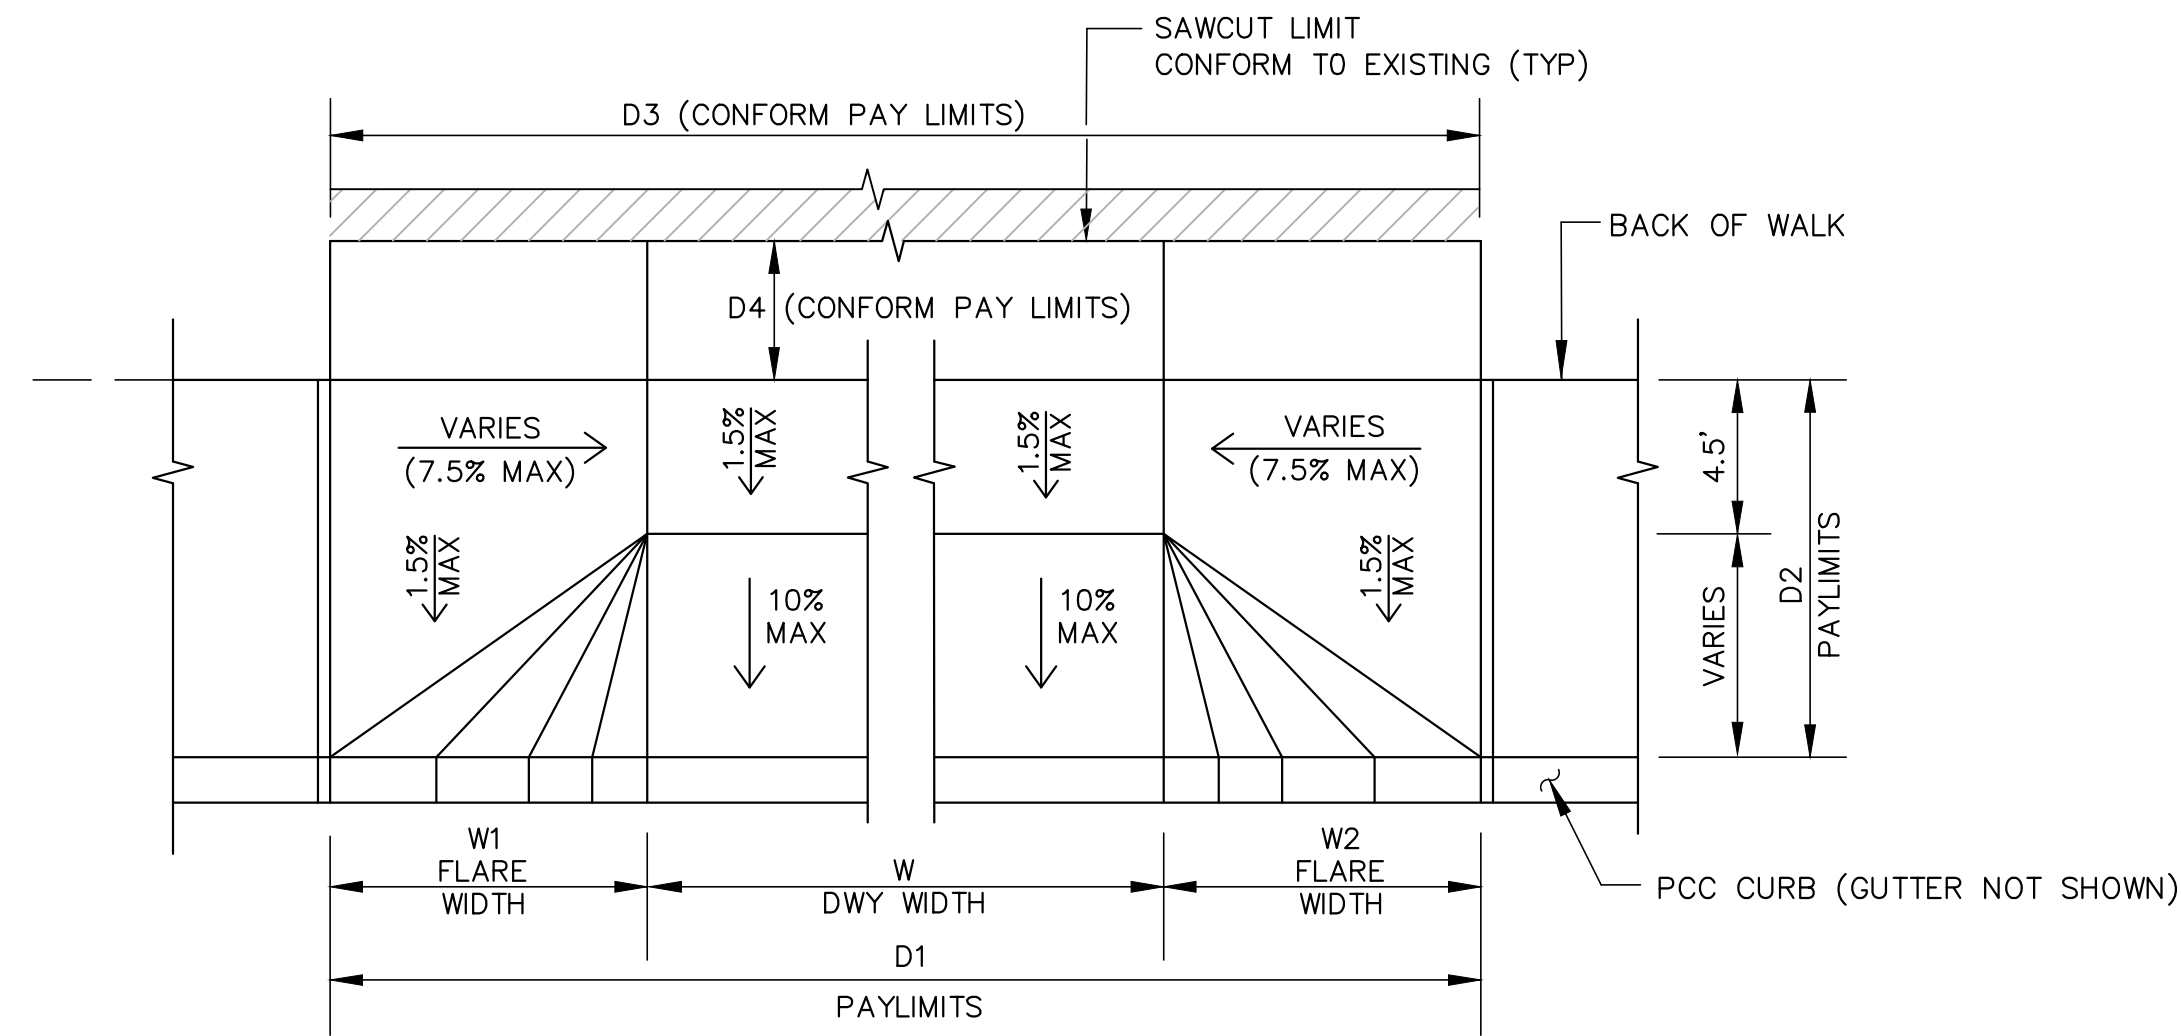 SAWCUT LIMIT
CONFORM TO EXISTING (TYP)
D3 (CONFORM PAY LIMITS)
BACK OF WALK
D4 (CONFORM PAY LIMITS)
VARIES
(7.5% MAX)
1.5%
MAX
1.5%
MAX
VARIES
(7.5% MAX)
4.5'
1.5%
MAX
10%
MAX
10%
MAX
1.5%
MAX
VARIES
D2
PAYLIMITS
W1
FLARE
WIDTH
W
DWY WIDTH
W2
FLARE
WIDTH
PCC CURB (GUTTER NOT SHOWN)
D1
PAYLIMITS